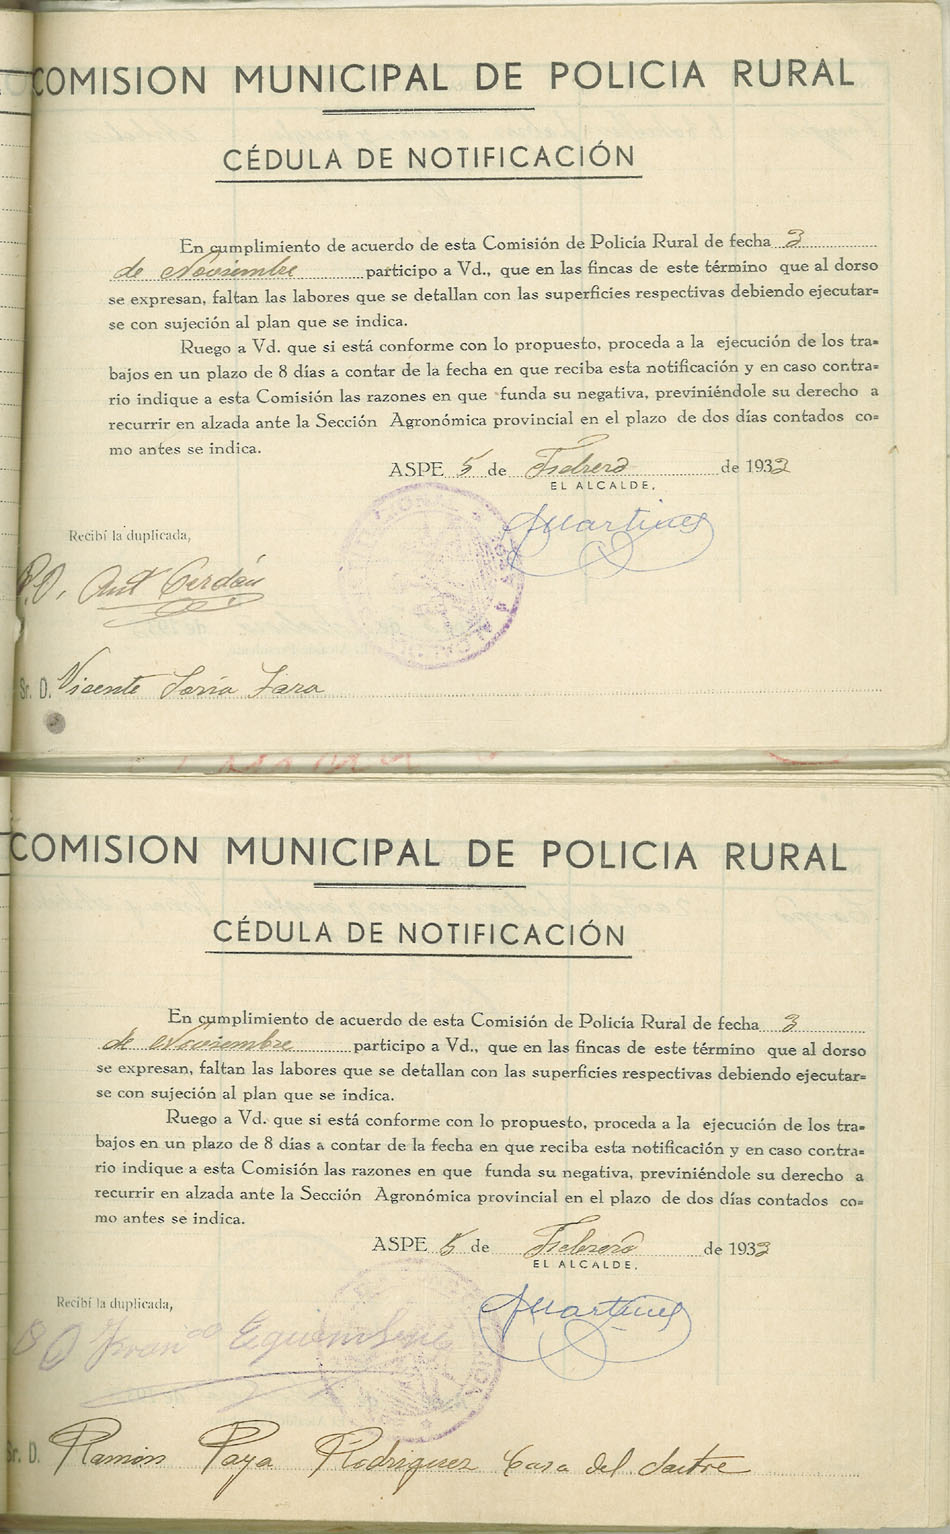 COMISION MUNICIPAL DE POLICIA RURAL
CÉDULA DE NOTIFICACIÓN
En cumplimiento de acuerdo de esta Comisión de Policía Rural de fecha 3
de Noviembre participo a Vd., que en las fincas de este término que al dorso
se expresan, faltan las labores que se detallan con las superficies respectivas debiendo ejecutar=
se con sujeción al plan que se indica.
Ruego a Vd. que si está conforme con lo propuesto, proceda a la ejecución de los tra=
bajos en un plazo de 8 días a contar de la fecha en que reciba esta notificación y en caso contra=
rio indique a esta Comisión las razones en que funda su negativa, previniéndole su derecho a
recurrir en alzada ante la Sección Agronómica provincial en el plazo de dos días contados co=
mo antes se indica.
ASPE 5 de Febrero de 1933
EL ALCALDE,
Recibí la duplicada,
AMartinez
P.O. Ant Cerdán
Sr. D. Vicente Soria
COMISION MUNICIPAL DE POLICIA RURAL
CÉDULA DE NOTIFICACIÓN
En cumplimiento de acuerdo de esta Comisión de Policía Rural de fecha 3
de Noviembre participo a Vd., que en las fincas de este término que al dorso
se expresan, faltan las labores que se detallan con las superficies respectivas debiendo ejecutar=
se con sujeción al plan que se indica.
Ruego a Vd. que si está conforme con lo propuesto, proceda a la ejecución de los tra=
bajos en un plazo de 8 dias a contar de la fecha en que reciba esta notificación y en caso contra=
rio indique a esta Comisión las razones en que funda su negativa, previniéndole su derecho a
recurrir en alzada ante la Sección Agronómica provincial en el plazo de dos días contados co=
mo antes se indica.
ASPE 5 de Febrero de 1933
EL ALCALDE,
Recibí la duplicada,
AMartinez
PO Franco
Sr. D. Ramón Paya Rodriguez Casa del Sastre